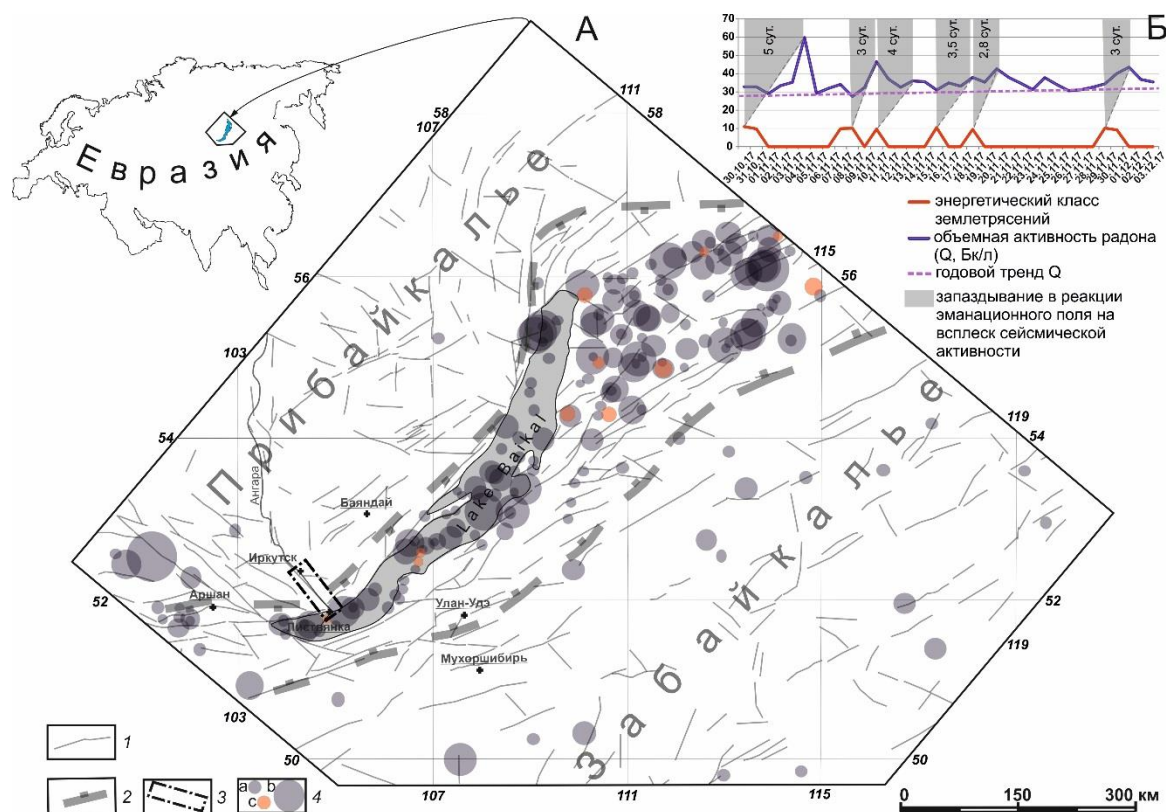 А
Б
Евразия
70
60
50
40
30
20
10
0
5 сут.
3 сут.
4 сут.
3,5 сут.
2,8 сут.
3 сут.
энергетический класс
землетрясений
объемная активность радона
(Q, Бк/л)
годовой тренд Q
запаздывание в реакции
эманационного поля на
всплеск сейсмической
активности
58
107
111
58
56
115
56
103
54
119
54
52
52
119
103
50
50
107
111
115
Прибайкалье
Забайкалье
Lake Baikal
Ангара
Баяндай
Иркутск
Аршан
Листвянка
Улан-Удэ
Мухоршибирь
1
2
3
a
b
c
4
0
150
300 км